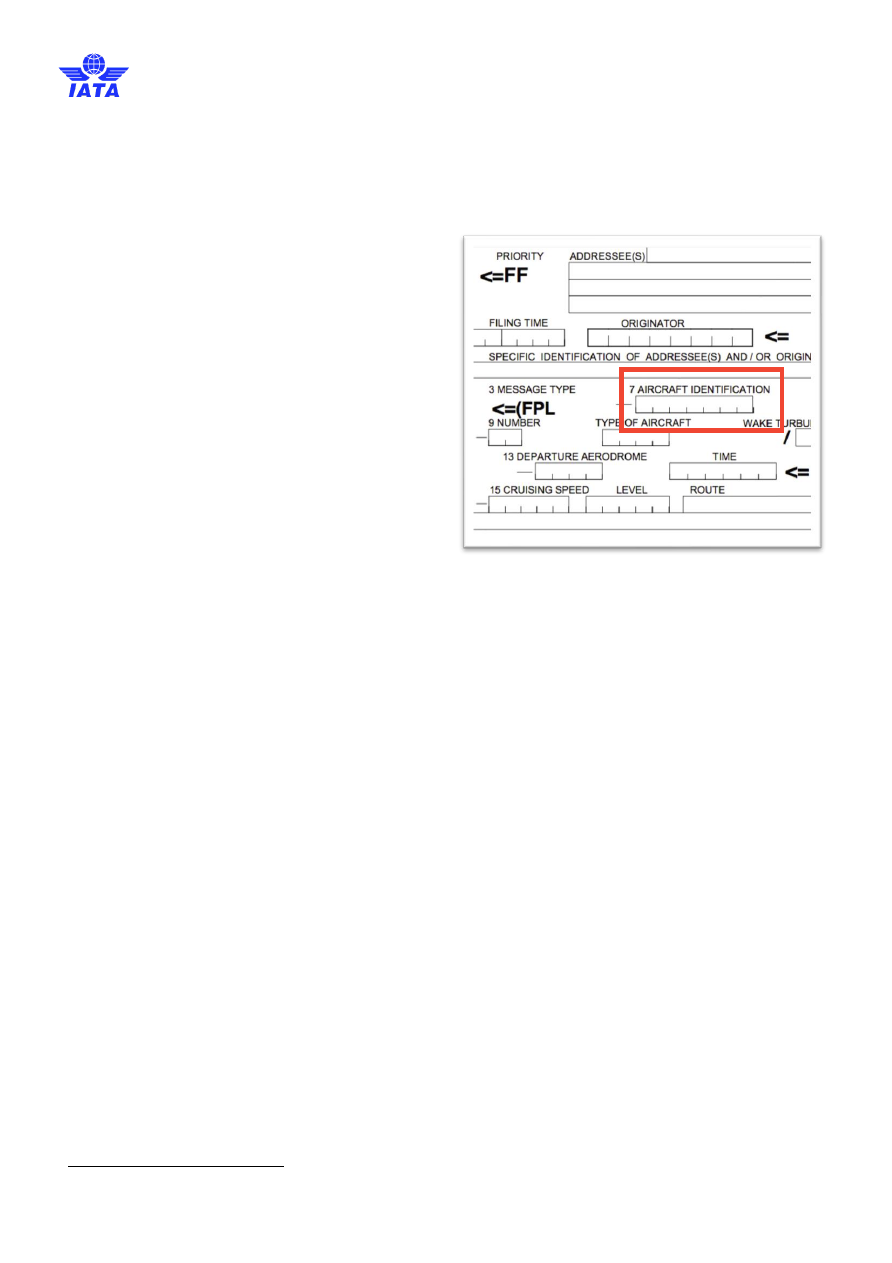 IATA
PRIORITY ADDRESSEE(S)
<=FF
FILING TIME ORIGINATOR
<=
SPECIFIC IDENTIFICATION OF ADDRESSEE(S) AND / OR ORIGIN
3 MESSAGE TYPE 7 AIRCRAFT IDENTIFICATION
<=(FPL
9 NUMBER TYPE OF AIRCRAFT WAKE TURBU
/
13 DEPARTURE AERODROME TIME
<=
15 CRUISING SPEED LEVEL ROUTE